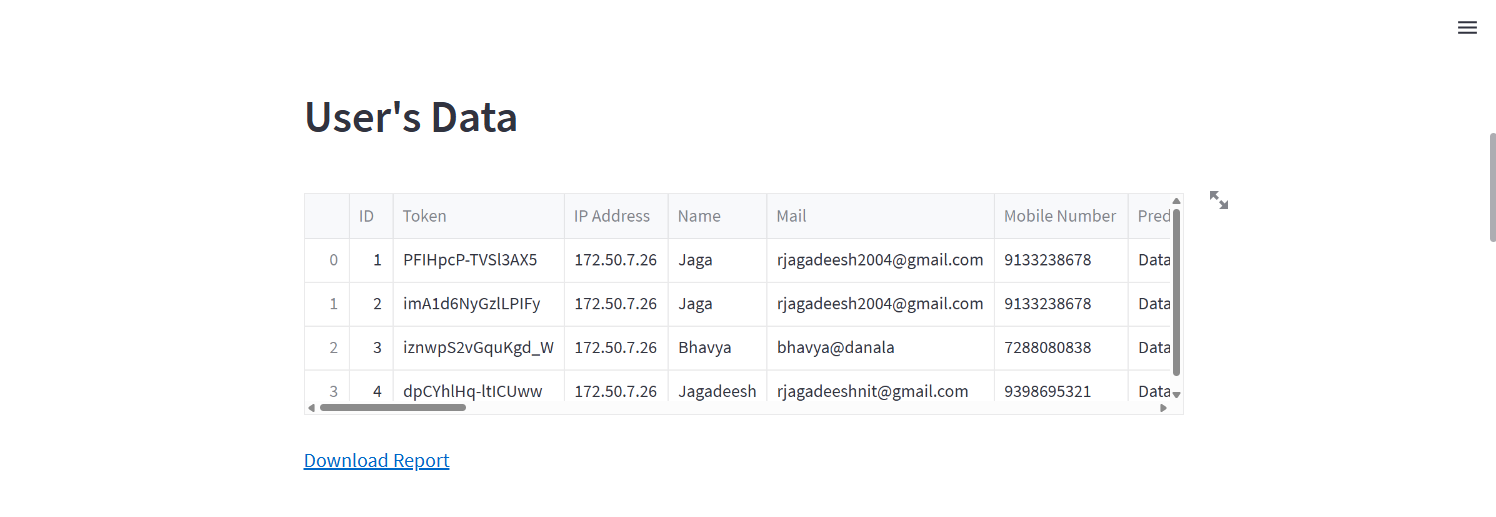 User's Data
ID Token IP Address Name Mail Mobile Number Pred
0 1 PFIHpcP-TVSl3AX5 172.50.7.26 Jaga rjagadeesh2004@gmail.com 9133238678 Data
1 2 imA1d6NyGzlLPIFy 172.50.7.26 Jaga rjagadeesh2004@gmail.com 9133238678 Data
2 3 iznwpS2vGquKgd_W 172.50.7.26 Bhavya bhavya@danala 7288080838 Data
3 4 dpCYhlHq-ltICUww 172.50.7.26 Jagadeesh rjagadeeshnit@gmail.com 9398695321 Data
Download Report